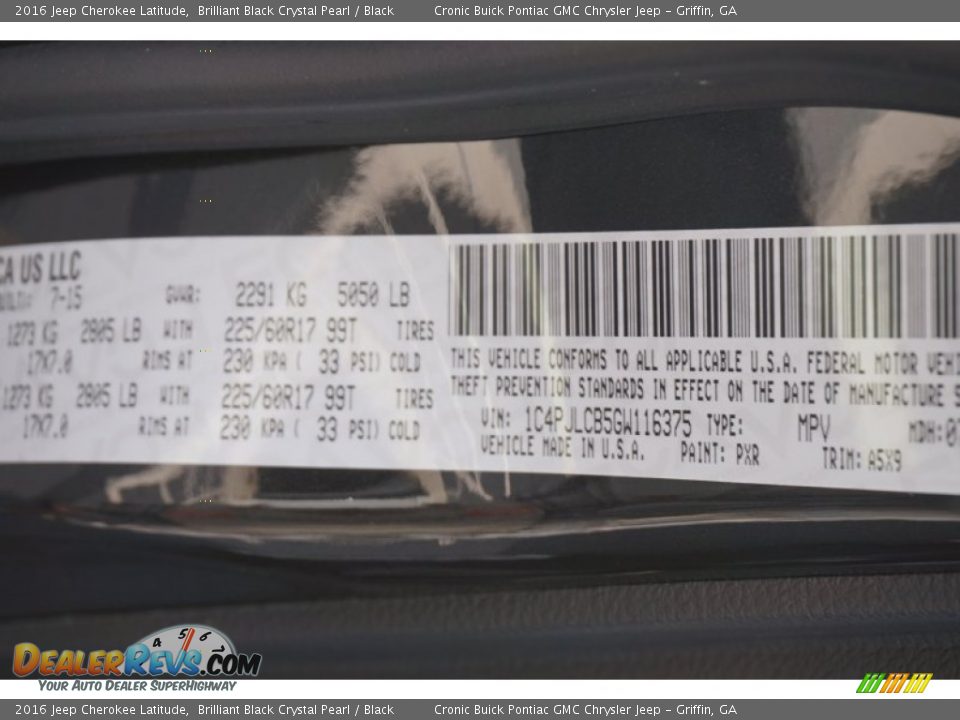 2016 Jeep Cherokee Latitude, Brilliant Black Crystal Pearl / Black Cronic Buick Pontiac GMC Chrysler Jeep – Griffin, GA
CA US LLC
7-15 GVWR: 2291 KG 5050 LB
1273 KG 2805 LB WITH 225/60R17 99T TIRES
17X7.0 RIMS AT 230 KPA ( 33 PSI) COLD
1273 KG 2805 LB WITH 225/60R17 99T TIRES
17X7.0 RIMS AT 230 KPA ( 33 PSI) COLD
THIS VEHICLE CONFORMS TO ALL APPLICABLE U.S.A. FEDERAL MOTOR VEHI
THEFT PREVENTION STANDARDS IN EFFECT ON THE DATE OF MANUFACTURE S
VIN: 1C4PJLCB5GW116375 TYPE: MPV MDH:07
VEHICLE MADE IN U.S.A. PAINT: PXR TRIM: A5X9
4 5 6
DealerRevs.com
Your Auto Dealer SuperHighway
2016 Jeep Cherokee Latitude, Brilliant Black Crystal Pearl / Black Cronic Buick Pontiac GMC Chrysler Jeep – Griffin, GA